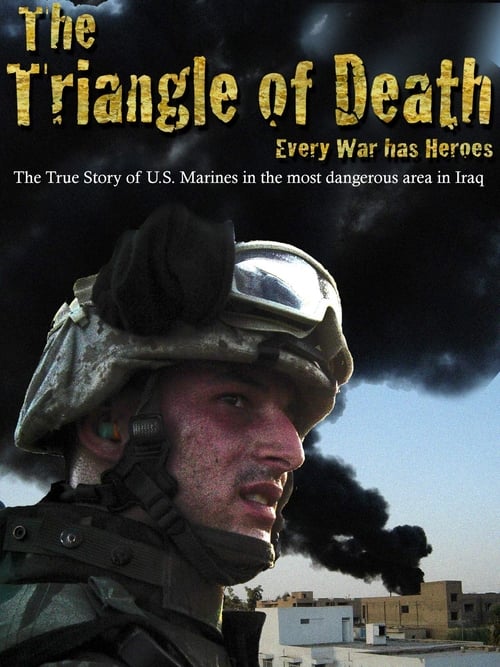 The
Triangle of Death
Every War has Heroes
The True Story of U.S. Marines in the most dangerous area in Iraq